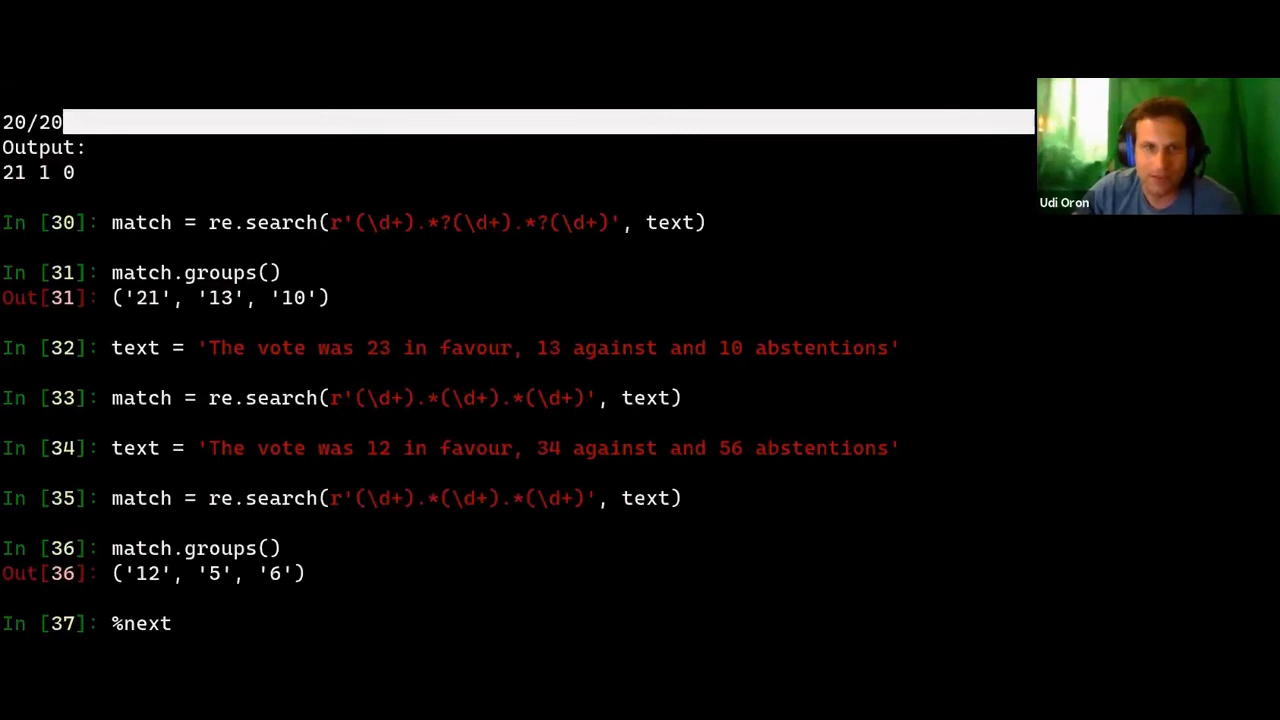 20/20
Output:
21 1 0
In [30]: match = re.search(r'(\d+).*?(\d+).*?(\d+)', text)
In [31]: match.groups()
Out[31]: ('21', '13', '10')
In [32]: text = 'The vote was 23 in favour, 13 against and 10 abstentions'
In [33]: match = re.search(r'(\d+).*(\d+).*(\d+)', text)
In [34]: text = 'The vote was 12 in favour, 34 against and 56 abstentions'
In [35]: match = re.search(r'(\d+).*(\d+).*(\d+)', text)
In [36]: match.groups()
Out[36]: ('12', '5', '6')
In [37]: %next
Udi Oron